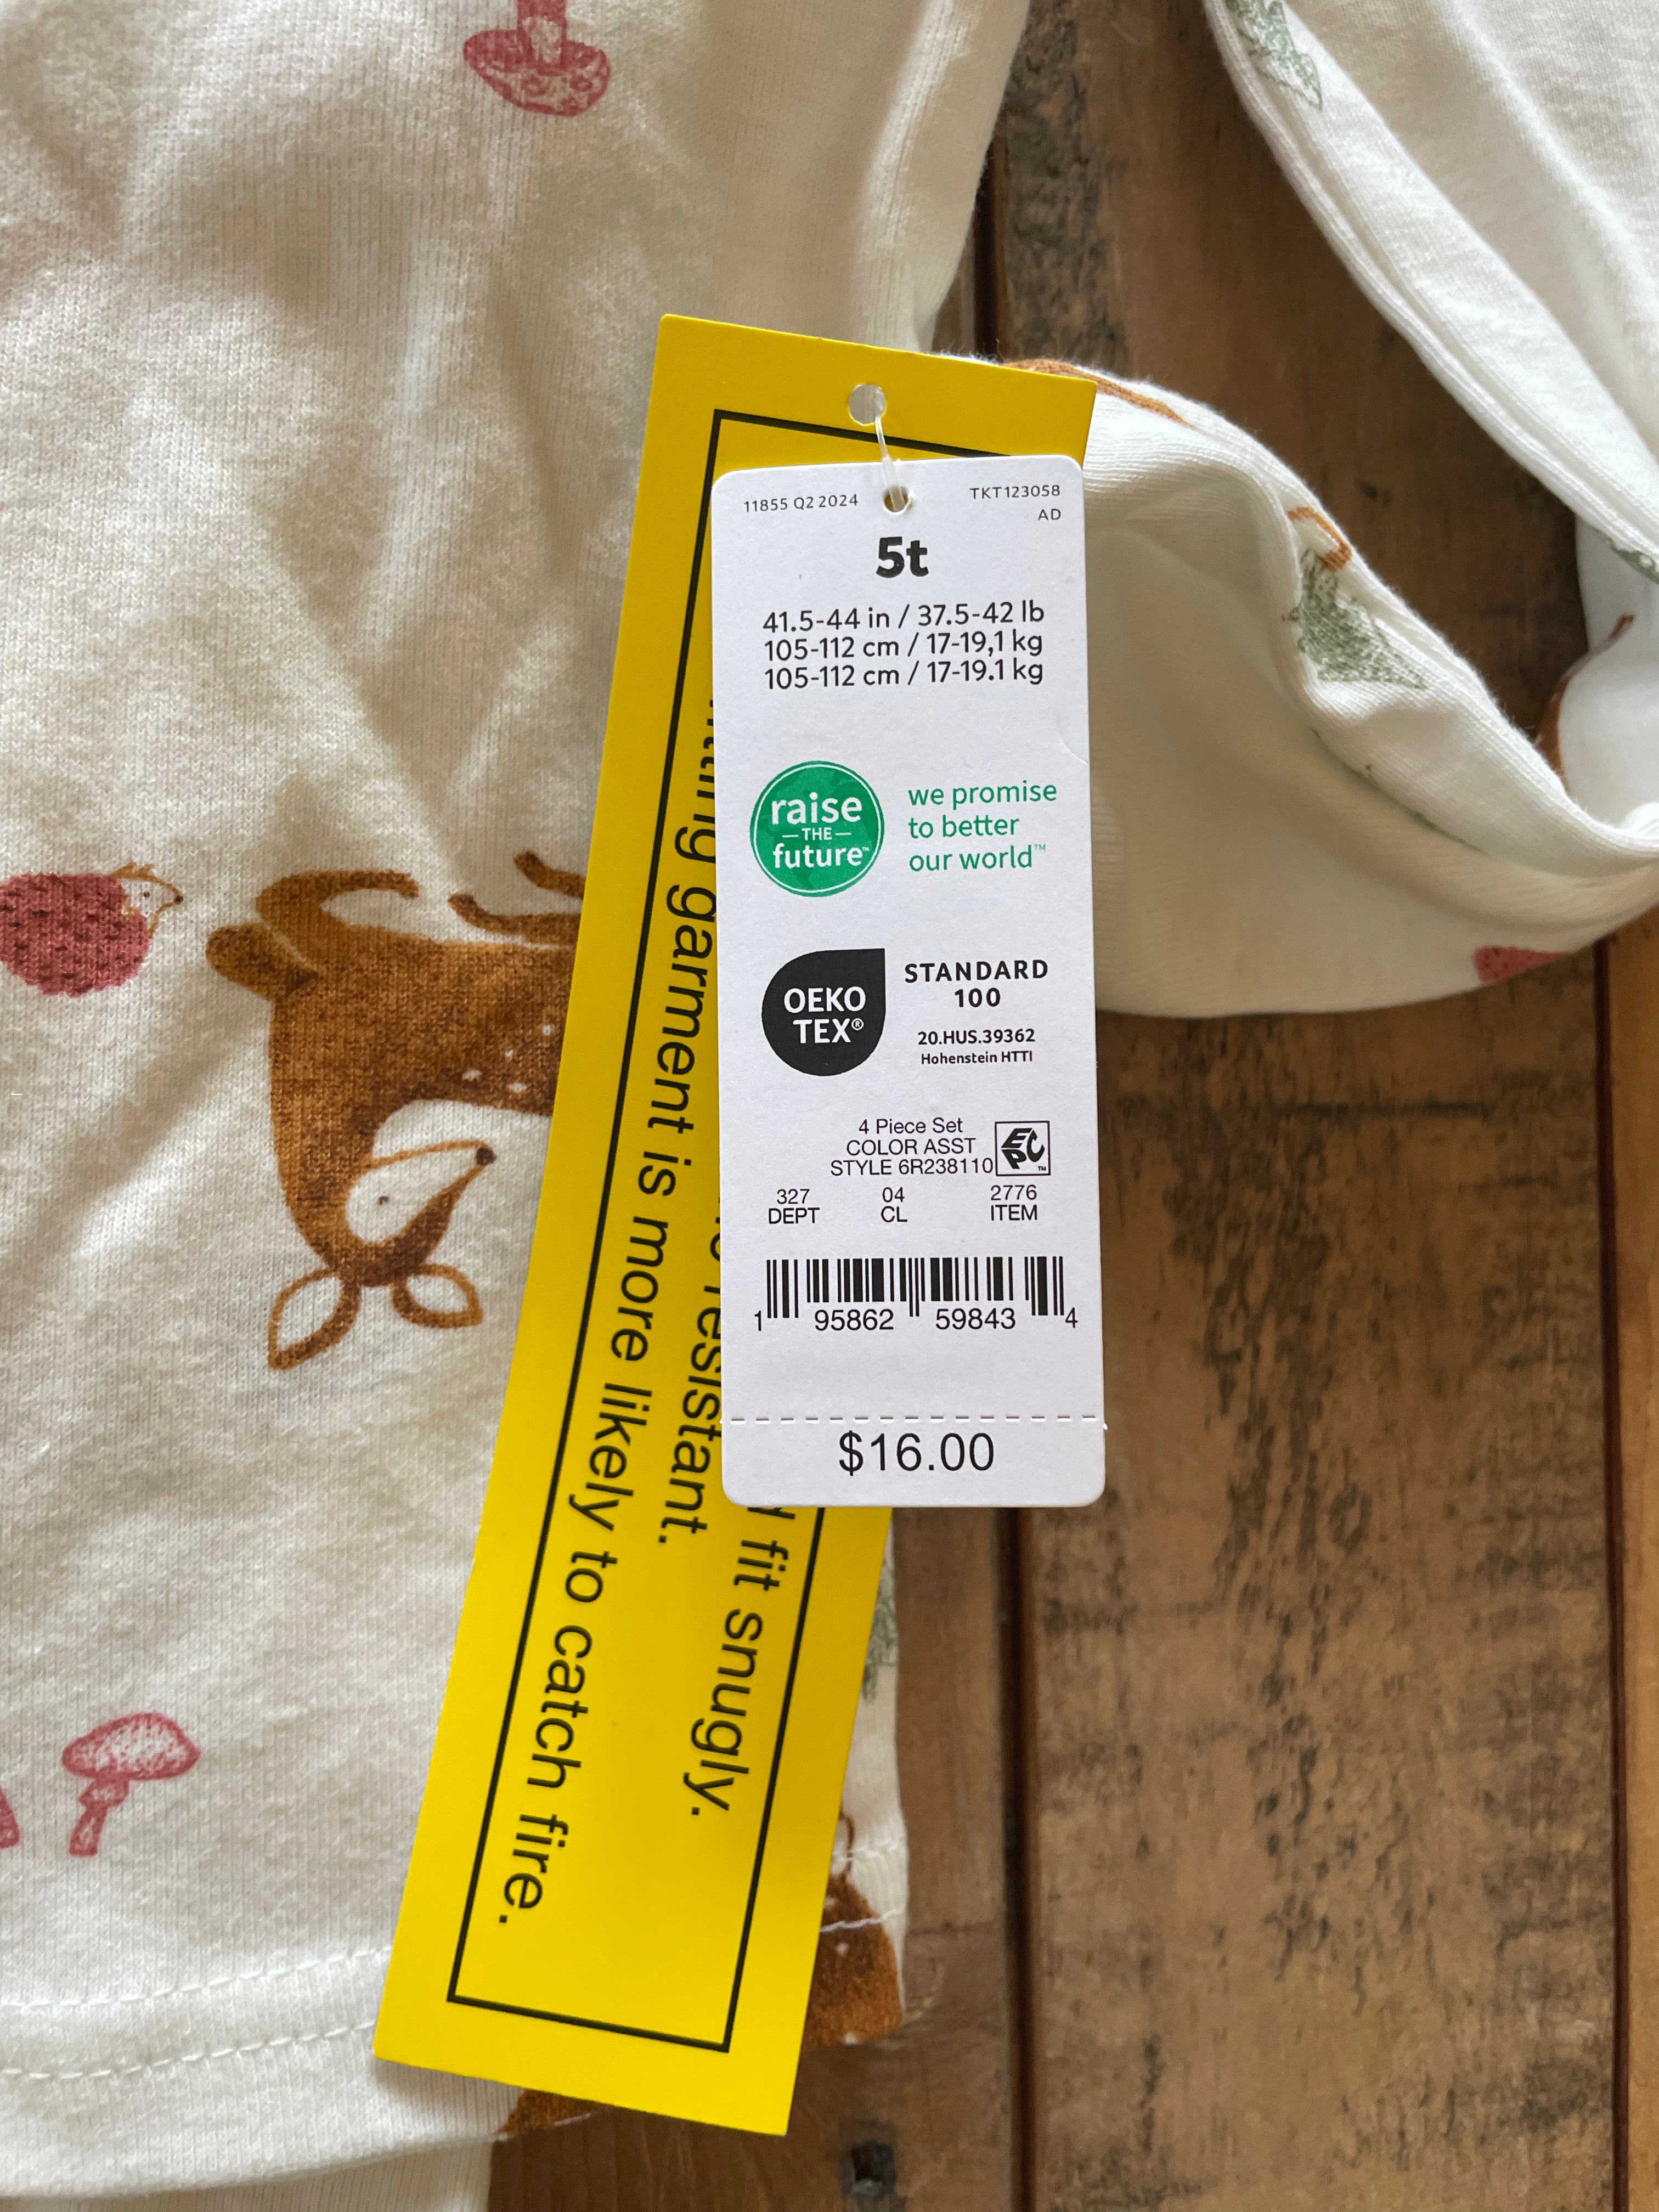 11855 Q2 2024
TKT123058
AD
5t
41.5-44 in / 37.5-42 lb
105-112 cm / 17-19,1 kg
105-112 cm / 17-19.1 kg
raise
THE
future™
we promise
to better
our world™
OEKO
TEX®
STANDARD
100
20.HUS.39362
Hohenstein HTTI
4 Piece Set
COLOR ASST
STYLE 6R238110
EPC™
327 04 2776
DEPT CL ITEM
1 95862 59843 4
$16.00
fit snugly.
resistant.
garment is more likely to catch fire.